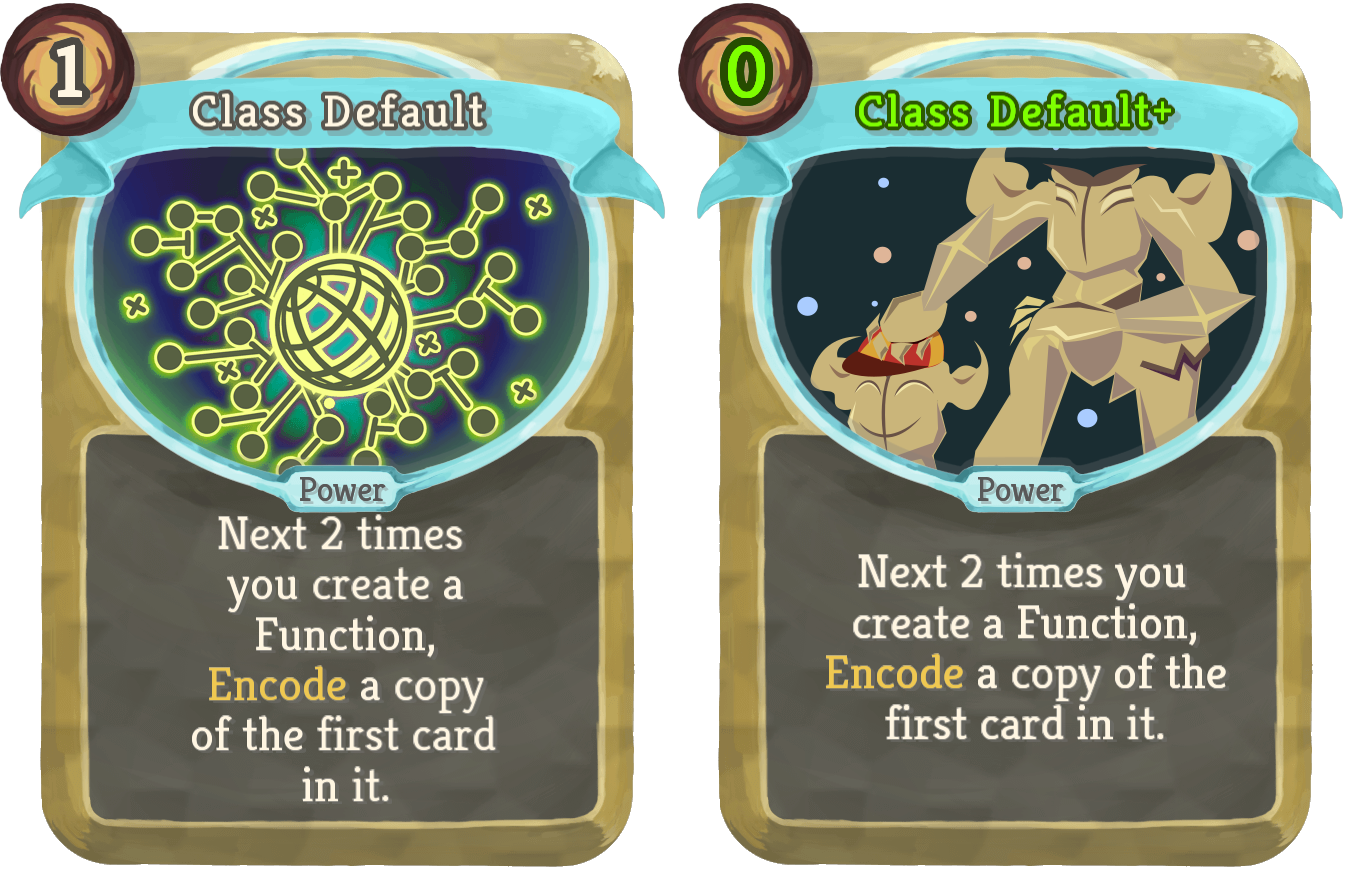 1
Class Default
Power
Next 2 times
you create a
Function,
Encode a copy
of the first card
in it.
0
Class Default+
Power
Next 2 times you
create a Function,
Encode a copy of the
first card in it.